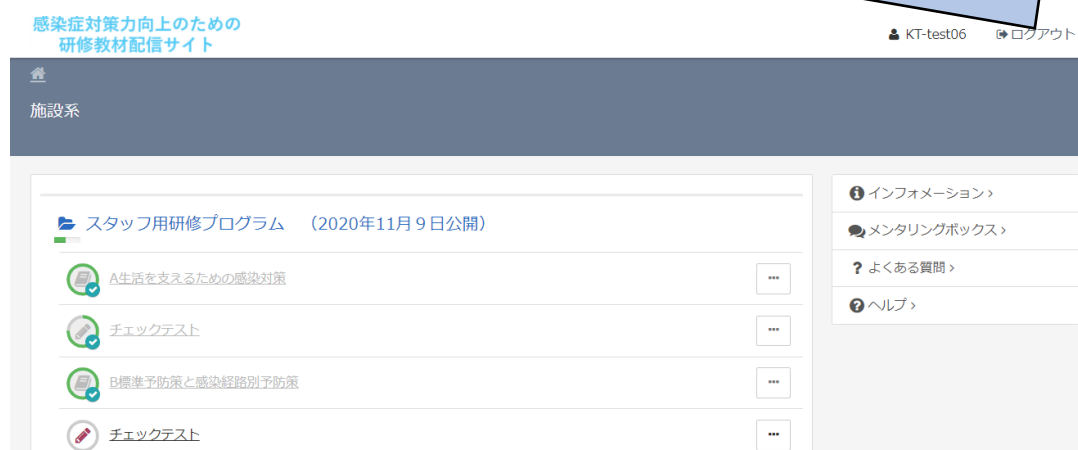 感染症対策力向上のための
研修教材配信サイト
KT-test06 ログアウト
施設系
スタッフ用研修プログラム （2020年11月9日公開）
A生活を支えるための感染対策
チェックテスト
B標準予防策と感染経路別予防策
チェックテスト
インフォメーション
メンタリングボックス
よくある質問
ヘルプ